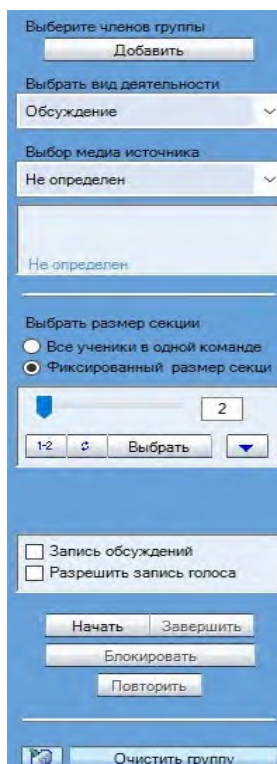 Выберите членов группы
Добавить
Выбрать вид деятельности
Обсуждение
Выбор медиа источника
Не определен
Не определен
Выбрать размер секции
Все ученики в одной команде
Фиксированный размер секци
2
1-2 Выбрать
Запись обсуждений
Разрешить запись голоса
Начать Завершить
Блокировать
Повторить
Очистить группу